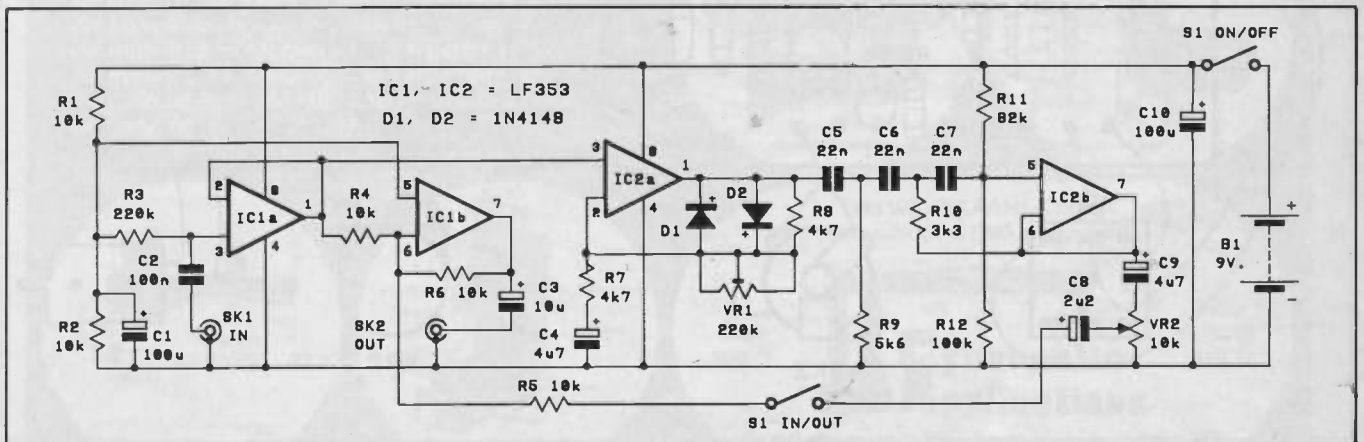 S1 ON/OFF
R1
10k
IC1, IC2 = LF353
D1, D2 = 1N4148
R11
82k
C10
100u
+
R3
220k
C2
100n
2
3
8
4
1
IC1a
R4
10k
5
6
7
IC1b
3
2
8
4
1
IC2a
D1
D2
+
+
R8
4k7
C5
22n
C6
22n
C7
22n
R10
3k3
5
6
7
IC2b
+
B1
9V.
-
R2
10k
C1
100u
+
SK1
IN
R6 10k
SK2
OUT
C3
10u
+
R7
4k7
C4
4u7
+
VR1
220k
R9
5k6
R12
100k
C8
2u2
+
C9
4u7
+
VR2
10k
R5 10k
S1 IN/OUT